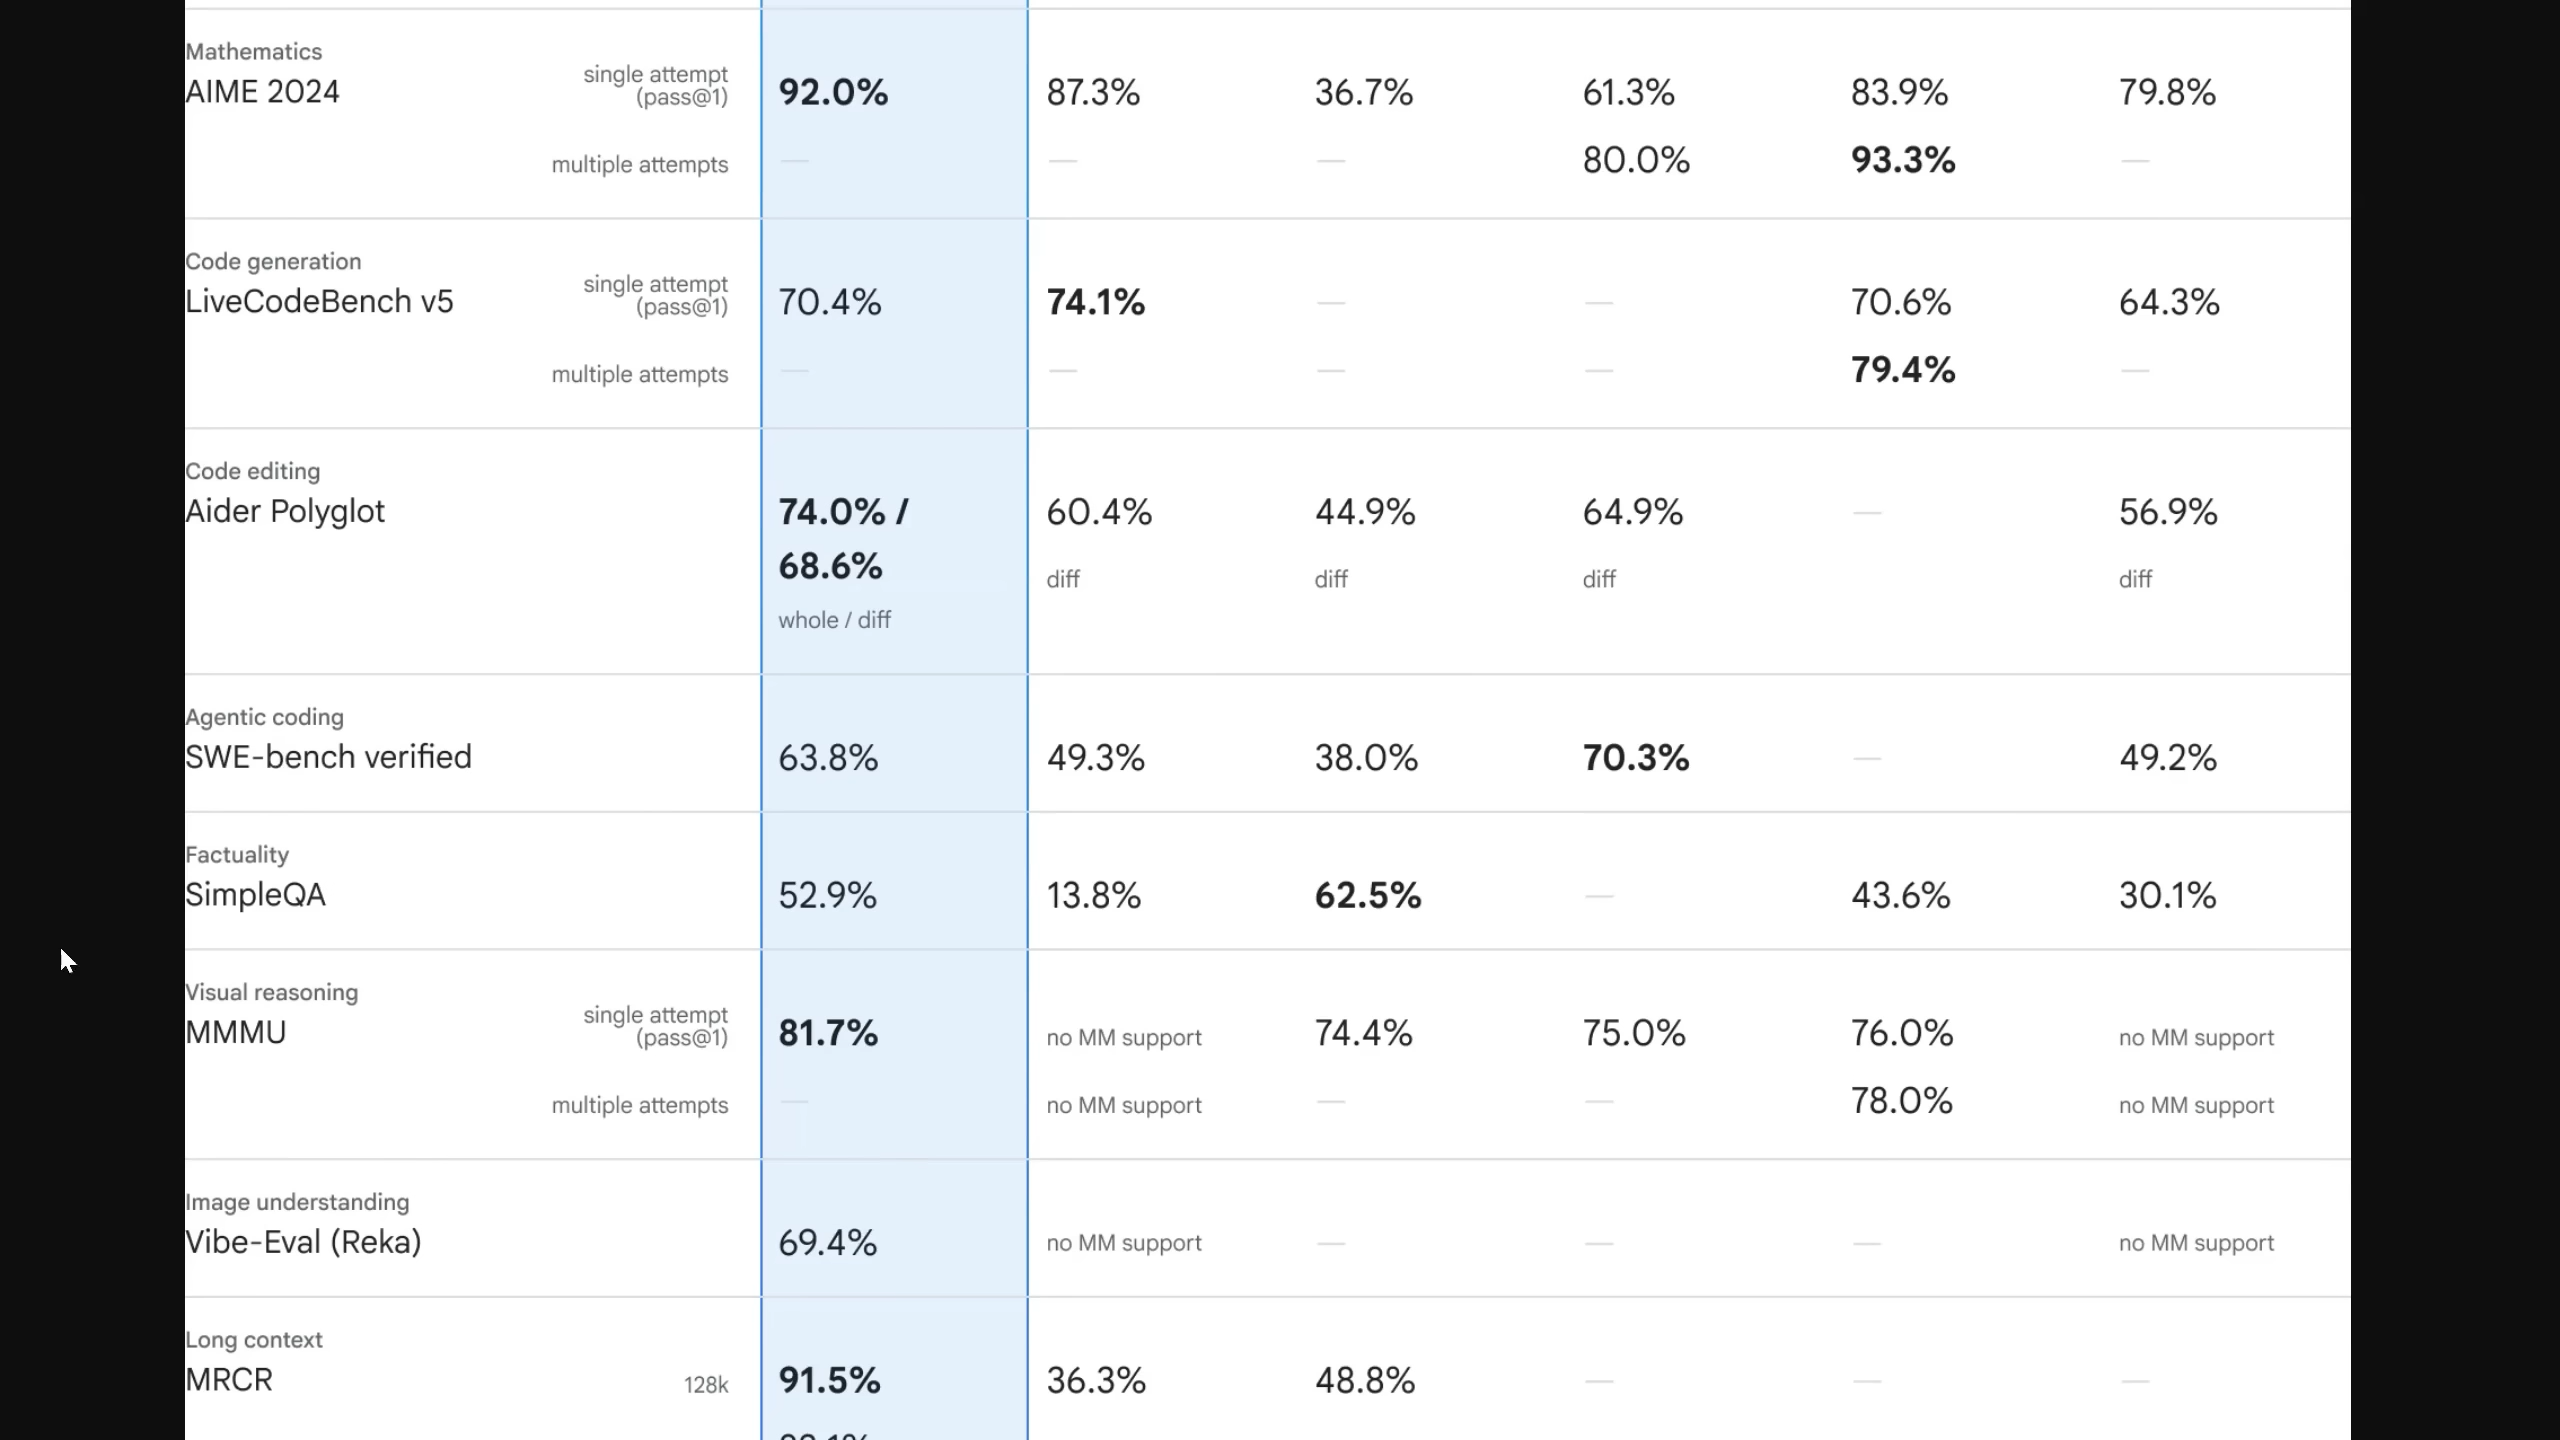 Mathematics
AIME 2024
single attempt
(pass@1)
92.0% 87.3% 36.7% 61.3% 83.9% 79.8%
multiple attempts — — — 80.0% 93.3% —
Code generation
LiveCodeBench v5
single attempt
(pass@1)
70.4% 74.1% — — 70.6% 64.3%
multiple attempts — — — — 79.4% —
Code editing
Aider Polyglot
74.0% / 60.4% 44.9% 64.9% — 56.9%
68.6%
diff diff diff diff
whole / diff
Agentic coding
SWE-bench verified 63.8% 49.3% 38.0% 70.3% — 49.2%
Factuality
SimpleQA 52.9% 13.8% 62.5% — 43.6% 30.1%
Visual reasoning
MMMU
single attempt
(pass@1)
81.7% no MM support 74.4% 75.0% 76.0% no MM support
multiple attempts — no MM support — — 78.0% no MM support
Image understanding
Vibe-Eval (Reka) 69.4% no MM support — — — no MM support
Long context
MRCR 128k 91.5% 36.3% 48.8% — — —